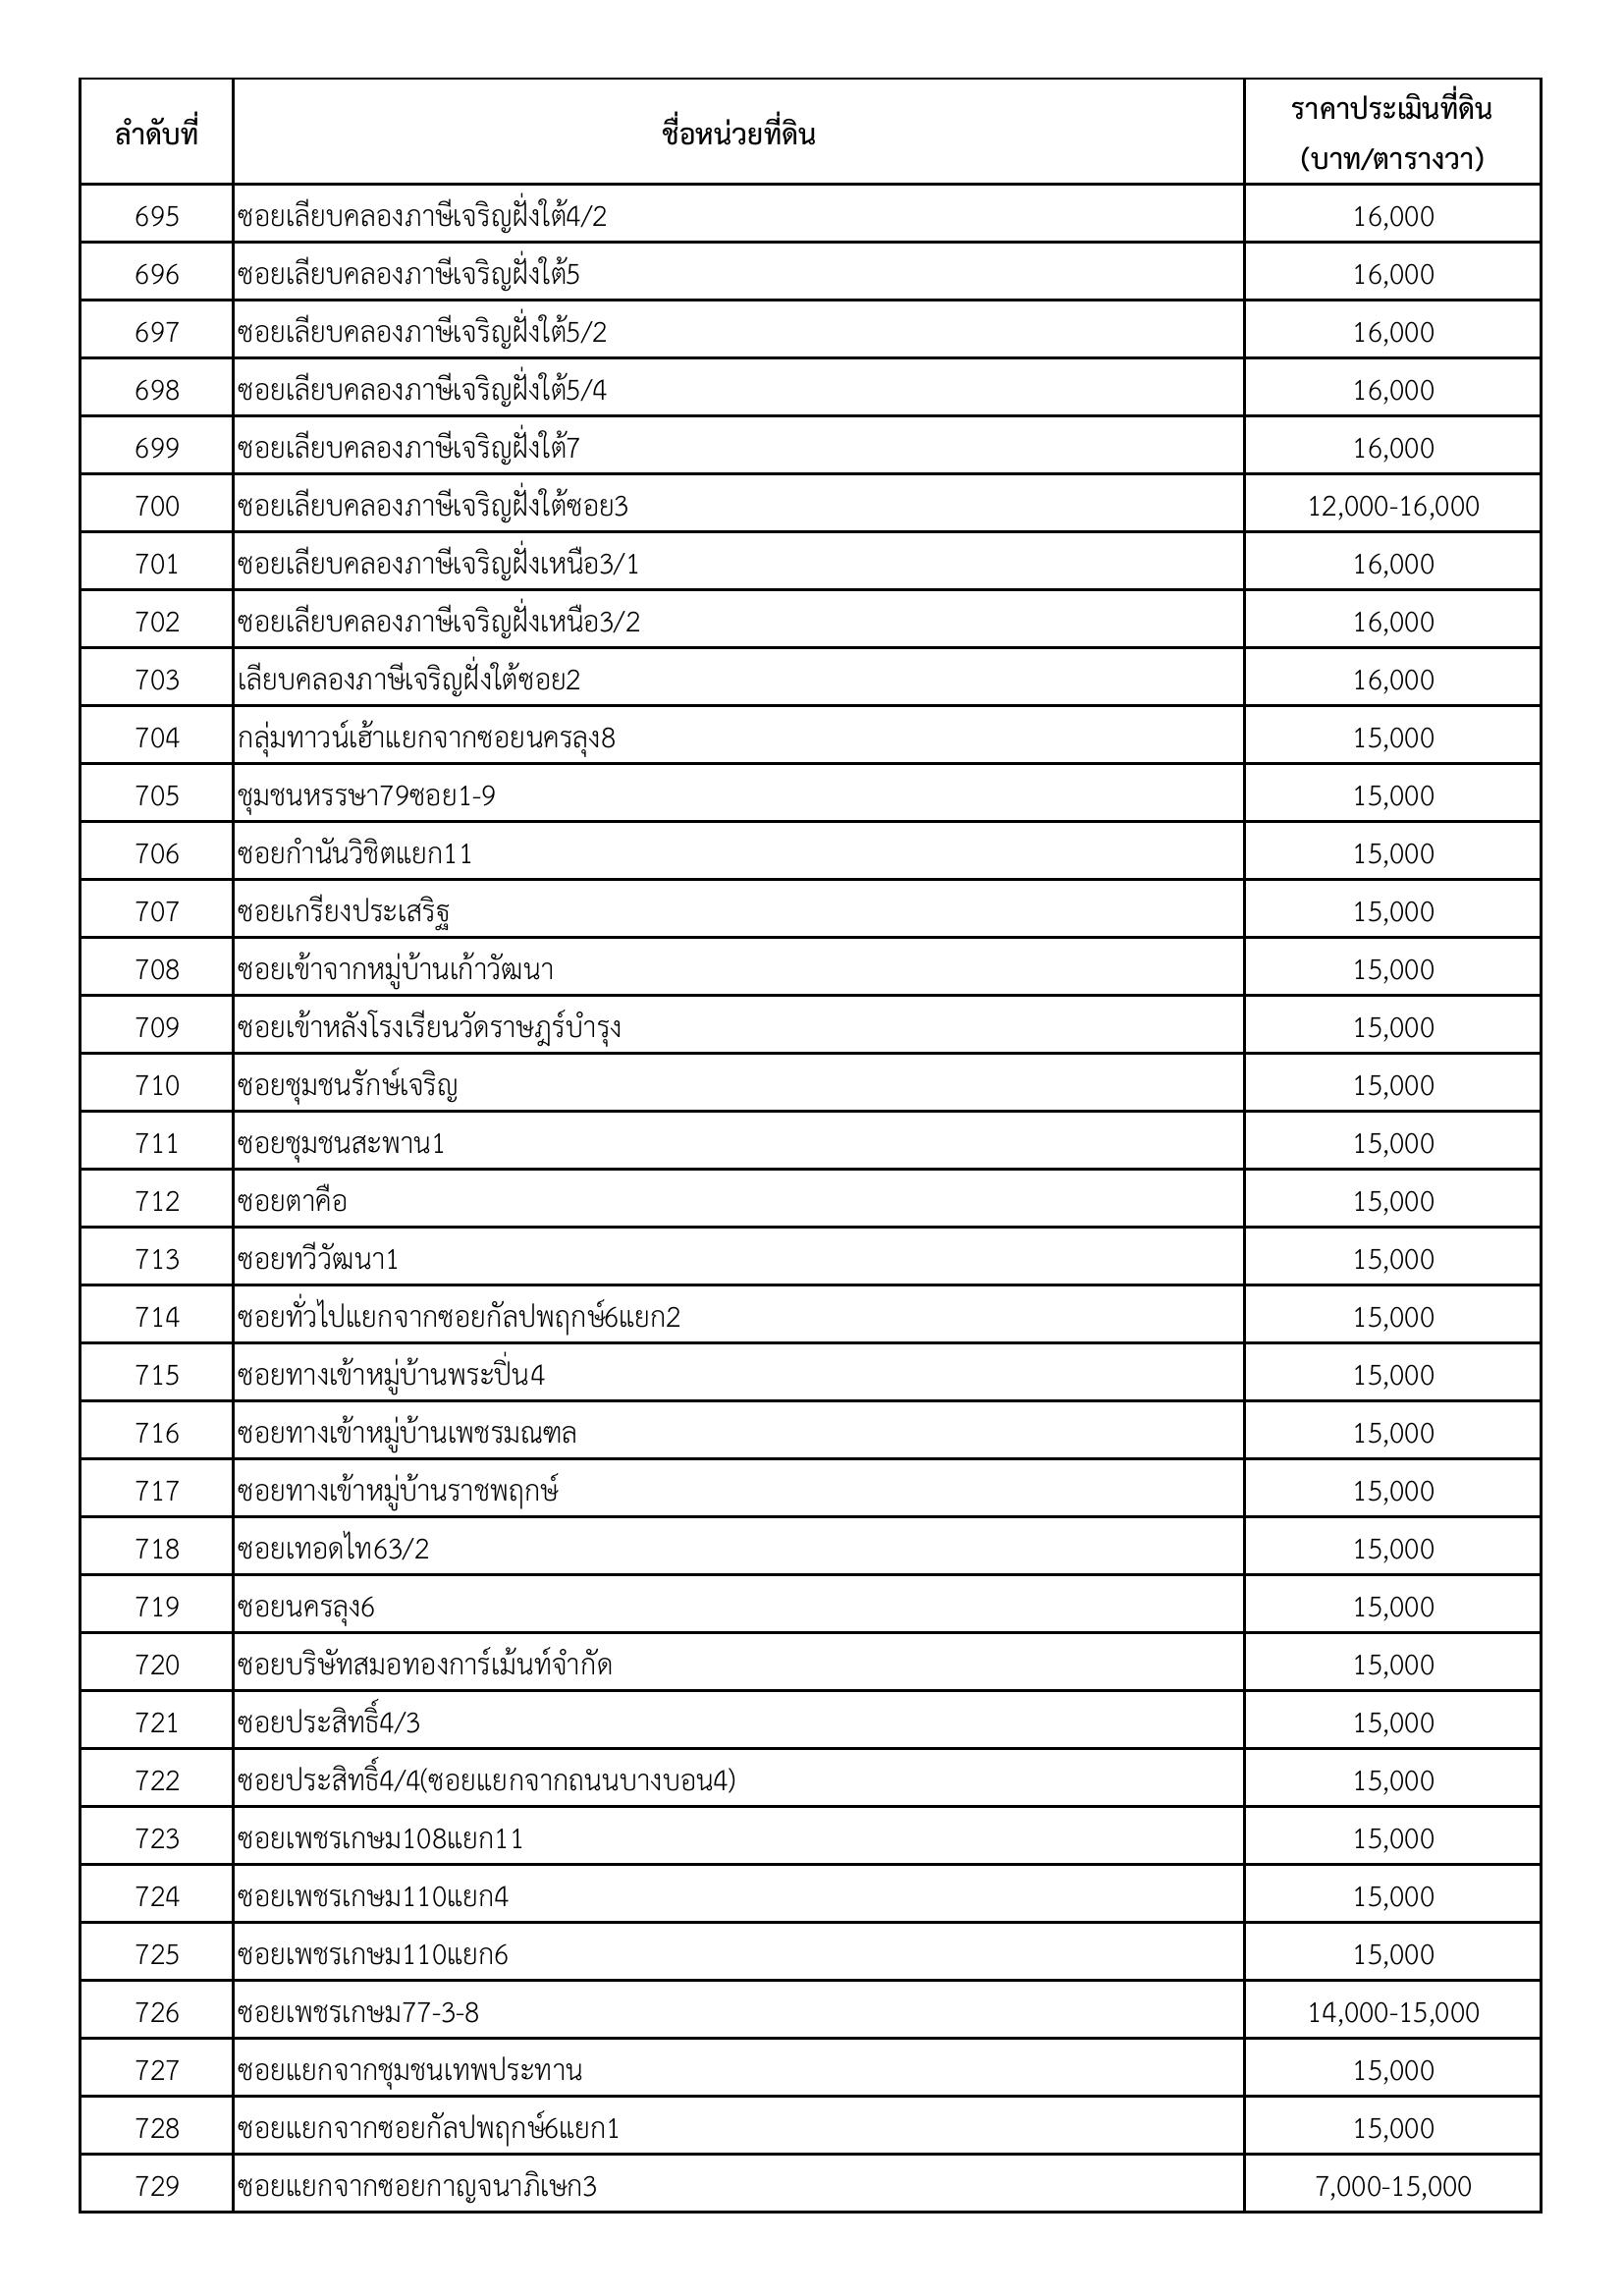 ลำดับที่ ชื่อหน่วยที่ดิน ราคาประเมินที่ดิน
(บาท/ตารางวา)
695 ซอยเลียบคลองภาษีเจริญฝั่งใต้4/2 16,000
696 ซอยเลียบคลองภาษีเจริญฝั่งใต้5 16,000
697 ซอยเลียบคลองภาษีเจริญฝั่งใต้5/2 16,000
698 ซอยเลียบคลองภาษีเจริญฝั่งใต้5/4 16,000
699 ซอยเลียบคลองภาษีเจริญฝั่งใต้7 16,000
700 ซอยเลียบคลองภาษีเจริญฝั่งใต้ซอย3 12,000-16,000
701 ซอยเลียบคลองภาษีเจริญฝั่งเหนือ3/1 16,000
702 ซอยเลียบคลองภาษีเจริญฝั่งเหนือ3/2 16,000
703 เลียบคลองภาษีเจริญฝั่งใต้ซอย2 16,000
704 กลุ่มทาวน์เฮ้าแยกจากซอยนครลุง8 15,000
705 ชุมชนหรรษา79ซอย1-9 15,000
706 ซอยกำนันวิชิตแยก11 15,000
707 ซอยเกรียงประเสริฐ 15,000
708 ซอยเข้าจากหมู่บ้านเก้าวัฒนา 15,000
709 ซอยเข้าหลังโรงเรียนวัดราษฎร์บำรุง 15,000
710 ซอยชุมชนรักษ์เจริญ 15,000
711 ซอยชุมชนสะพาน1 15,000
712 ซอยตาคือ 15,000
713 ซอยทวีวัฒนา1 15,000
714 ซอยทั่วไปแยกจากซอยกัลปพฤกษ์6แยก2 15,000
715 ซอยทางเข้าหมู่บ้านพระปิ่น4 15,000
716 ซอยทางเข้าหมู่บ้านเพชรมณฑล 15,000
717 ซอยทางเข้าหมู่บ้านราชพฤกษ์ 15,000
718 ซอยเทอดไท63/2 15,000
719 ซอยนครลุง6 15,000
720 ซอยบริษัทสมอทองการ์เม้นท์จำกัด 15,000
721 ซอยประสิทธิ์4/3 15,000
722 ซอยประสิทธิ์4/4(ซอยแยกจากถนนบางบอน4) 15,000
723 ซอยเพชรเกษม108แยก11 15,000
724 ซอยเพชรเกษม110แยก4 15,000
725 ซอยเพชรเกษม110แยก6 15,000
726 ซอยเพชรเกษม77-3-8 14,000-15,000
727 ซอยแยกจากชุมชนเทพประทาน 15,000
728 ซอยแยกจากซอยกัลปพฤกษ์6แยก1 15,000
729 ซอยแยกจากซอยกาญจนาภิเษก3 7,000-15,000